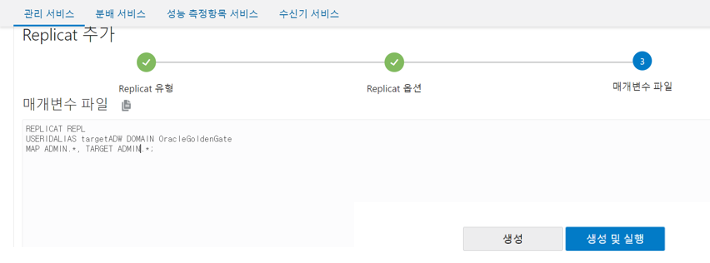 관리 서비스 분배 서비스 성능 측정항목 서비스 수신기 서비스
Replicat 추가
3
Replicat 유형 Replicat 옵션 매개변수 파일
매개변수 파일
REPLICAT REPL
USERIDALIAS targetADW DOMAIN OracleGoldenGate
MAP ADMIN.*, TARGET ADMIN.*;
생성 생성 및 실행